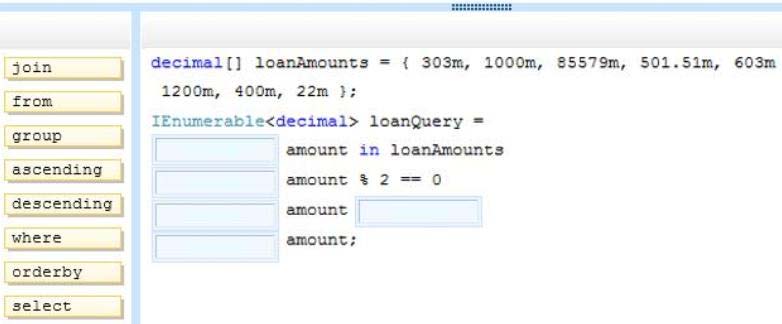 join
from
group
ascending
descending
where
orderby
select
decimal[] loanAmounts = { 303m, 1000m, 85579m, 501.51m, 603m
1200m, 400m, 22m };
IEnumerable<decimal> loanQuery =
amount in loanAmounts
amount % 2 == 0
amount
amount;